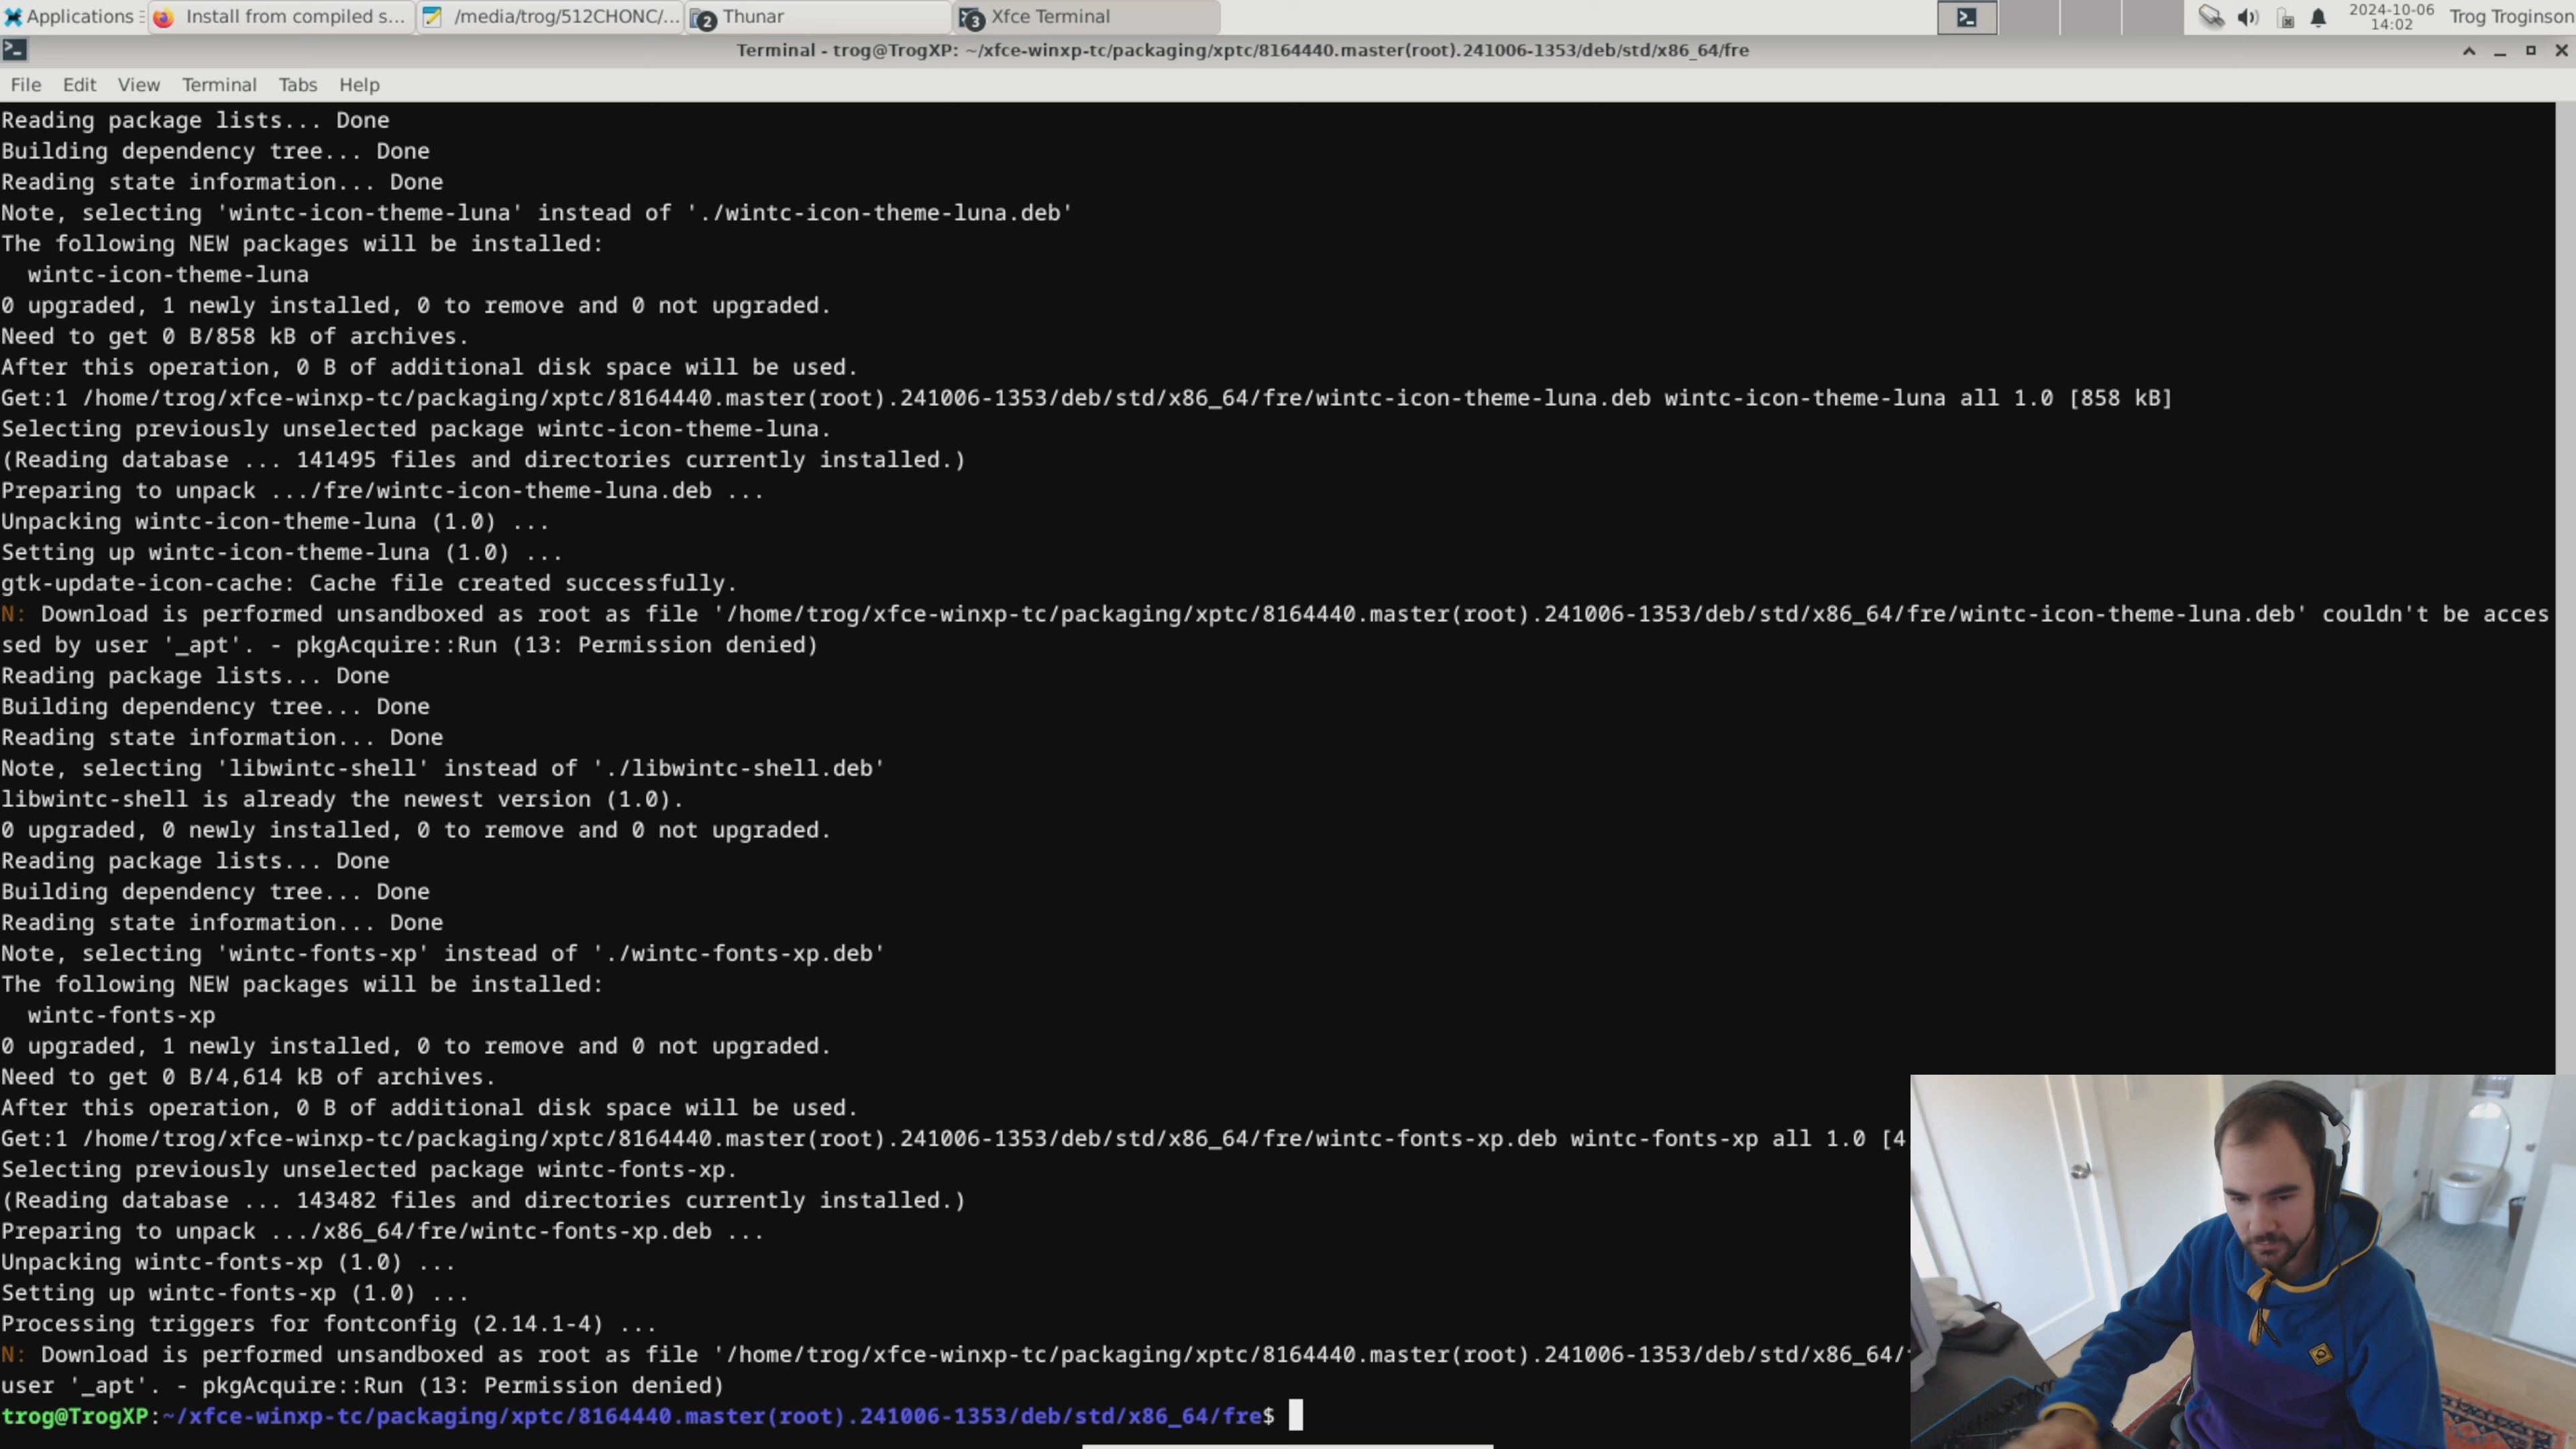 Applications
Install from compiled s...
/media/trog/512CHONC/...
2
Thunar
3
Xfce Terminal
2024-10-06
14:02
Trog Troginson
Terminal - trog@TrogXP: ~/xfce-winxp-tc/packaging/xptc/8164440.master(root).241006-1353/deb/std/x86_64/fre
File Edit View Terminal Tabs Help
Reading package lists... Done
Building dependency tree... Done
Reading state information... Done
Note, selecting 'wintc-icon-theme-luna' instead of './wintc-icon-theme-luna.deb'
The following NEW packages will be installed:
  wintc-icon-theme-luna
0 upgraded, 1 newly installed, 0 to remove and 0 not upgraded.
Need to get 0 B/858 kB of archives.
After this operation, 0 B of additional disk space will be used.
Get:1 /home/trog/xfce-winxp-tc/packaging/xptc/8164440.master(root).241006-1353/deb/std/x86_64/fre/wintc-icon-theme-luna.deb wintc-icon-theme-luna all 1.0 [858 kB]
Selecting previously unselected package wintc-icon-theme-luna.
(Reading database ... 141495 files and directories currently installed.)
Preparing to unpack .../fre/wintc-icon-theme-luna.deb ...
Unpacking wintc-icon-theme-luna (1.0) ...
Setting up wintc-icon-theme-luna (1.0) ...
gtk-update-icon-cache: Cache file created successfully.
N: Download is performed unsandboxed as root as file '/home/trog/xfce-winxp-tc/packaging/xptc/8164440.master(root).241006-1353/deb/std/x86_64/fre/wintc-icon-theme-luna.deb' couldn't be acces
sed by user '_apt'. - pkgAcquire::Run (13: Permission denied)
Reading package lists... Done
Building dependency tree... Done
Reading state information... Done
Note, selecting 'libwintc-shell' instead of './libwintc-shell.deb'
libwintc-shell is already the newest version (1.0).
0 upgraded, 0 newly installed, 0 to remove and 0 not upgraded.
Reading package lists... Done
Building dependency tree... Done
Reading state information... Done
Note, selecting 'wintc-fonts-xp' instead of './wintc-fonts-xp.deb'
The following NEW packages will be installed:
  wintc-fonts-xp
0 upgraded, 1 newly installed, 0 to remove and 0 not upgraded.
Need to get 0 B/4,614 kB of archives.
After this operation, 0 B of additional disk space will be used.
Get:1 /home/trog/xfce-winxp-tc/packaging/xptc/8164440.master(root).241006-1353/deb/std/x86_64/fre/wintc-fonts-xp.deb wintc-fonts-xp all 1.0 [4
Selecting previously unselected package wintc-fonts-xp.
(Reading database ... 143482 files and directories currently installed.)
Preparing to unpack .../x86_64/fre/wintc-fonts-xp.deb ...
Unpacking wintc-fonts-xp (1.0) ...
Setting up wintc-fonts-xp (1.0) ...
Processing triggers for fontconfig (2.14.1-4) ...
N: Download is performed unsandboxed as root as file '/home/trog/xfce-winxp-tc/packaging/xptc/8164440.master(root).241006-1353/deb/std/x86_64/
user '_apt'. - pkgAcquire::Run (13: Permission denied)
trog@TrogXP:~/xfce-winxp-tc/packaging/xptc/8164440.master(root).241006-1353/deb/std/x86_64/fre$